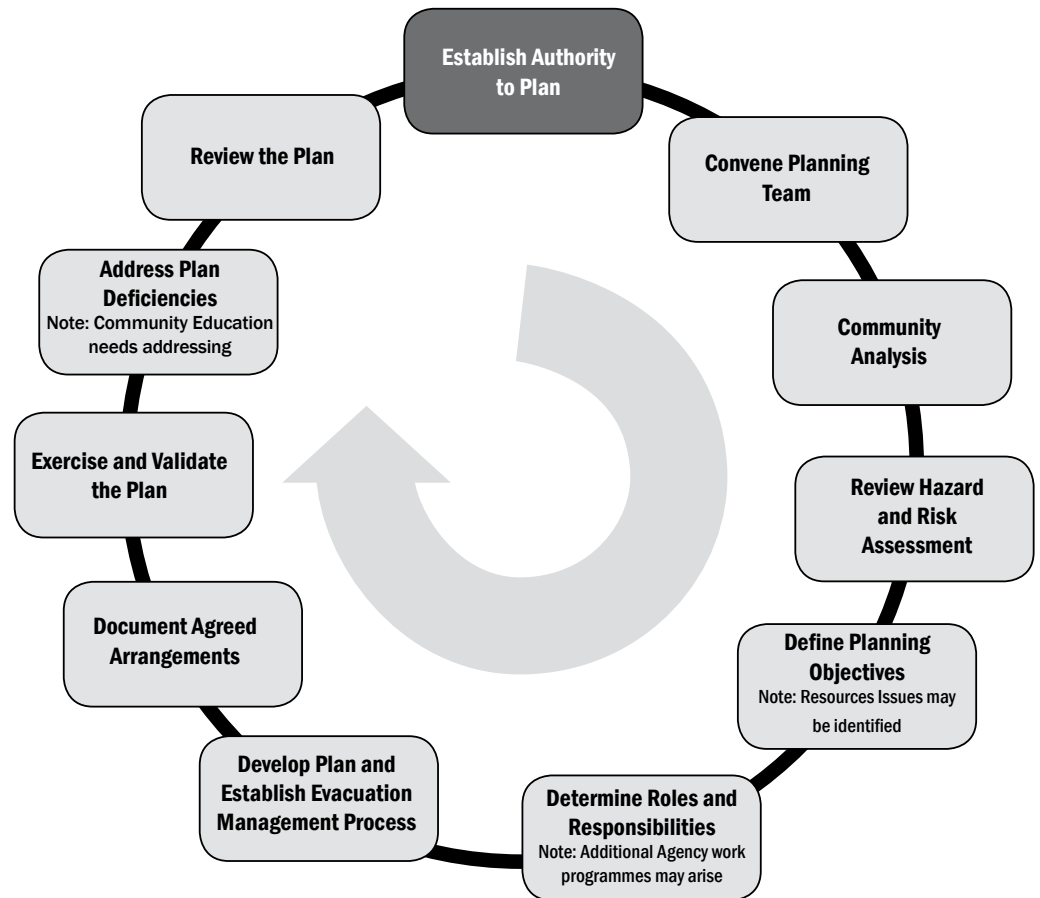 Establish Authority
to Plan
Convene Planning
Team
Community
Analysis
Review Hazard
and Risk
Assessment
Define Planning
Objectives
Note: Resources Issues may
be identified
Determine Roles and
Responsibilities
Note: Additional Agency work
programmes may arise
Develop Plan and
Establish Evacuation
Management Process
Document Agreed
Arrangements
Exercise and Validate
the Plan
Address Plan
Deficiencies
Note: Community Education
needs addressing
Review the Plan